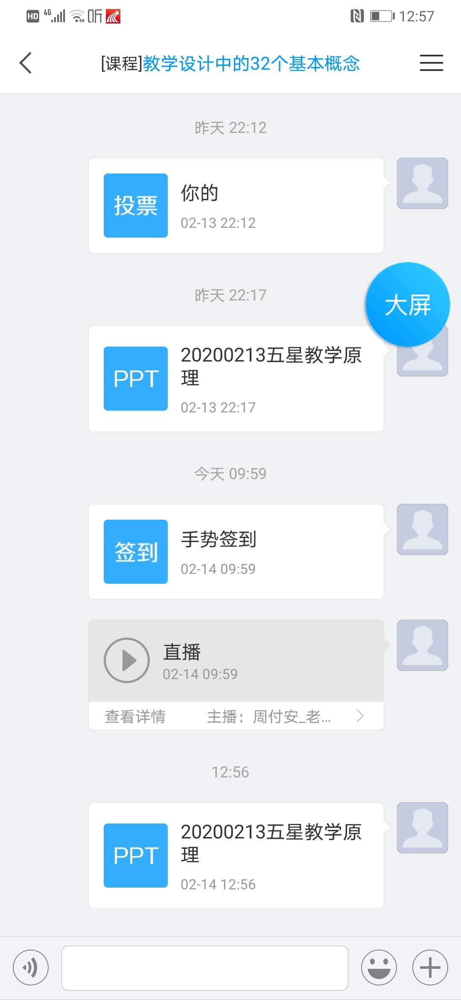 HD 4G 听 12:57
[课程]教学设计中的32个基本概念
昨天 22:12
投票
你的
02-13 22:12
昨天 22:17
大屏
PPT
20200213五星教学原
理
02-13 22:17
今天 09:59
签到
手势签到
02-14 09:59
直播
02-14 09:59
查看详情 主播：周付安_老...
12:56
PPT
20200213五星教学原
理
02-14 12:56